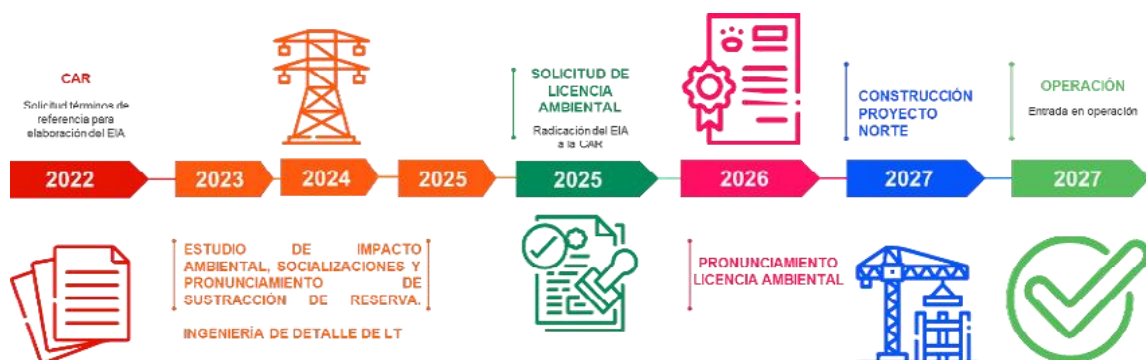 CAR
Solicitud términos de
referencia para
elaboración del EIA
SOLICITUD DE
LICENCIA
AMBIENTAL
Radicación del EIA
a la CAR
CONSTRUCCIÓN
PROYECTO
NORTE
OPERACIÓN
Entrada en operación
2022
2023
2024
2025
2025
2026
2027
2027
ESTUDIO DE IMPACTO
AMBIENTAL, SOCIALIZACIONES Y
PRONUNCIAMIENTO DE
SUSTRACCIÓN DE RESERVA.
INGENIERÍA DE DETALLE DE LT
PRONUNCIAMIENTO
LICENCIA AMBIENTAL